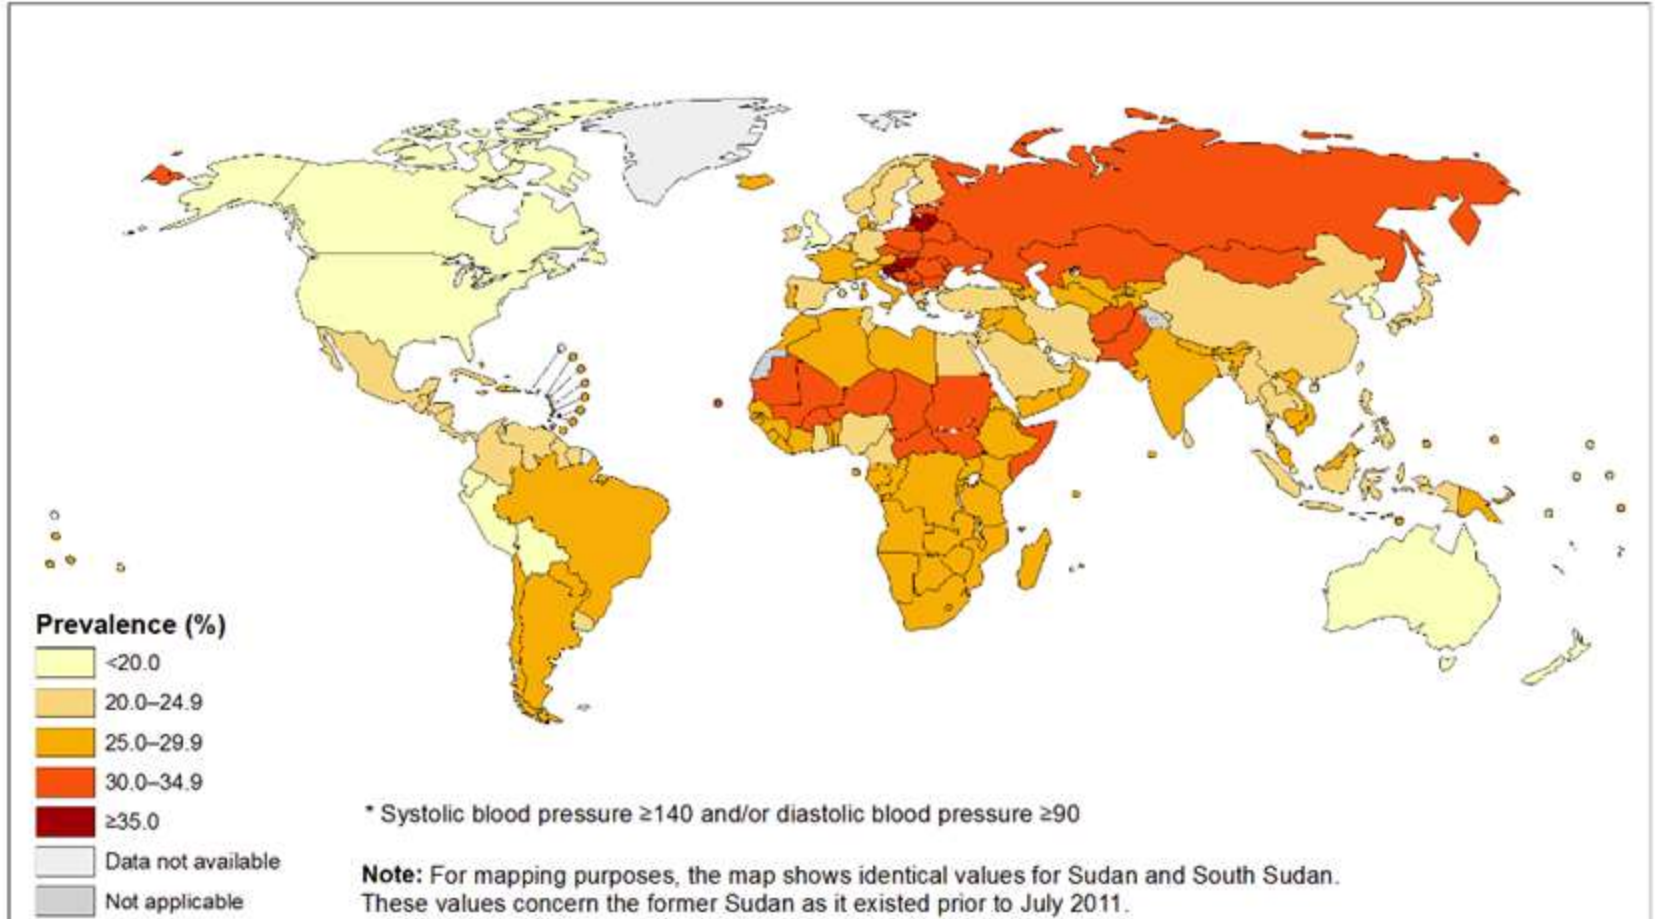 Prevalence (%)
<20.0
20.0–24.9
25.0–29.9
30.0–34.9
≥35.0
Data not available
Not applicable
* Systolic blood pressure ≥140 and/or diastolic blood pressure ≥90
Note: For mapping purposes, the map shows identical values for Sudan and South Sudan.
These values concern the former Sudan as it existed prior to July 2011.